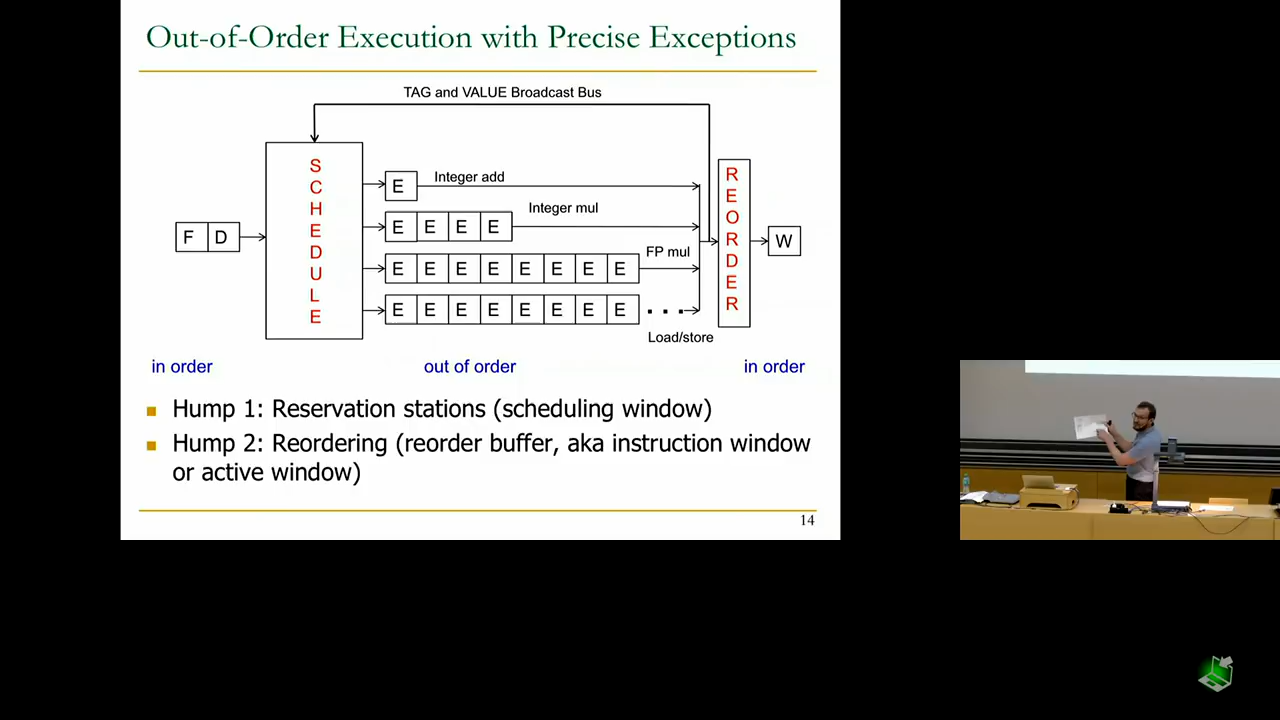 Out-of-Order Execution with Precise Exceptions
TAG and VALUE Broadcast Bus
F D
S
C
H
E
D
U
L
E
E Integer add
E E E E Integer mul
E E E E E E E E FP mul
E E E E E E E E . . .
Load/store
R
E
O
R
D
E
R
W
in order out of order in order
Hump 1: Reservation stations (scheduling window)
Hump 2: Reordering (reorder buffer, aka instruction window
or active window)
14